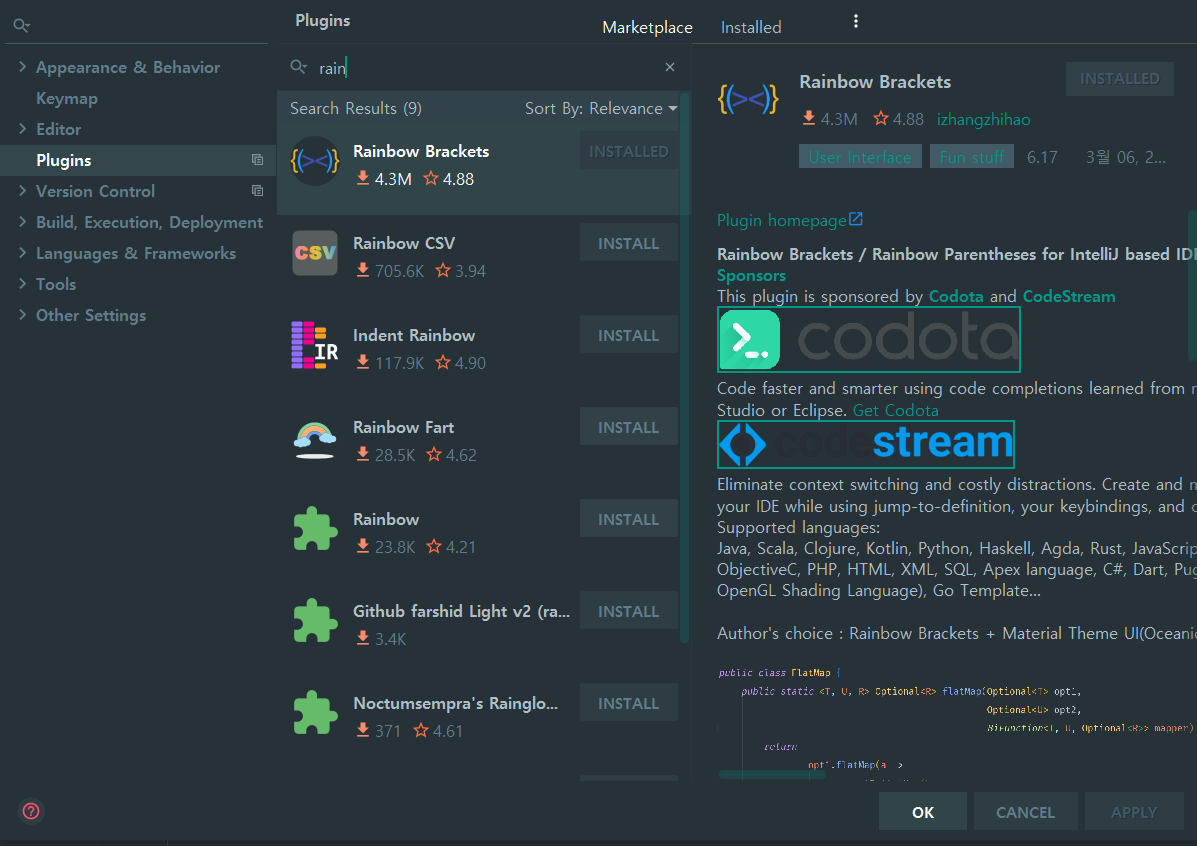 Plugins
Marketplace
Installed
Appearance & Behavior
Keymap
Editor
Plugins
Version Control
Build, Execution, Deployment
Languages & Frameworks
Tools
Other Settings
rain
Search Results (9)
Sort By: Relevance
Rainbow Brackets
4.3M 4.88
INSTALLED
Rainbow CSV
705.6K 3.94
INSTALL
CSV
Indent Rainbow
117.9K 4.90
INSTALL
IR
Rainbow Fart
28.5K 4.62
INSTALL
Rainbow
23.8K 4.21
INSTALL
Github farshid Light v2 (ra...
3.4K
INSTALL
Noctumsempra's Rainglo...
371 4.61
INSTALL
Rainbow Brackets
INSTALLED
4.3M 4.88 izhangzhihao
User Interface Fun stuff 6.17 3월 06, 2...
Plugin homepage
Rainbow Brackets / Rainbow Parentheses for IntelliJ based IDE
Sponsors
This plugin is sponsored by Codota and CodeStream
codota
Code faster and smarter using code completions learned from
Studio or Eclipse. Get Codota
codestream
Eliminate context switching and costly distractions. Create and
your IDE while using jump-to-definition, your keybindings, and
Supported languages:
Java, Scala, Clojure, Kotlin, Python, Haskell, Agda, Rust, JavaScrip
ObjectiveC, PHP, HTML, XML, SQL, Apex language, C#, Dart, Pug
OpenGL Shading Language), Go Template...
Author's choice : Rainbow Brackets + Material Theme UI(Oceanic
public class FlatMap {
public static <T, U, R> Optional<R> flatMap(Optional<T> opt1,
Optional<U> opt2,
BiFunction<T, U, Optional<R>> mapper)
return
opt1.flatMap(a ->
OK
CANCEL
APPLY